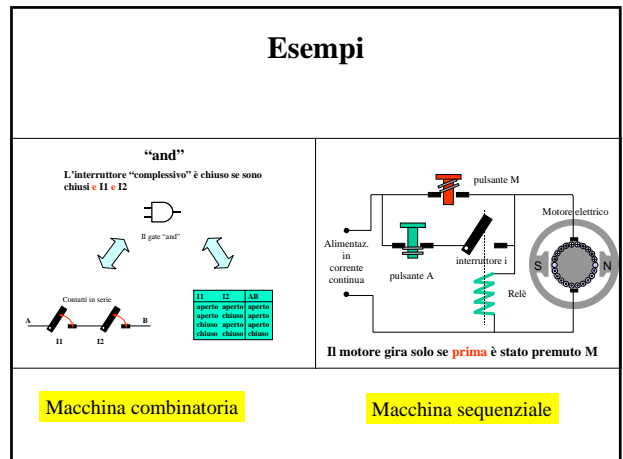 Esempi
“and”
L'interruttore “complessivo” è chiuso se sono
chiusi e I1 e I2
Il gate “and”
Contatti in serie
A
B
I1
I2
I1 I2 AB
aperto aperto aperto
aperto chiuso aperto
chiuso aperto aperto
chiuso chiuso chiuso
pulsante M
Motore elettrico
Alimentaz.
in
corrente
continua
pulsante A
interruttore i
S
N
Relè
Il motore gira solo se prima è stato premuto M
Macchina combinatoria
Macchina sequenziale